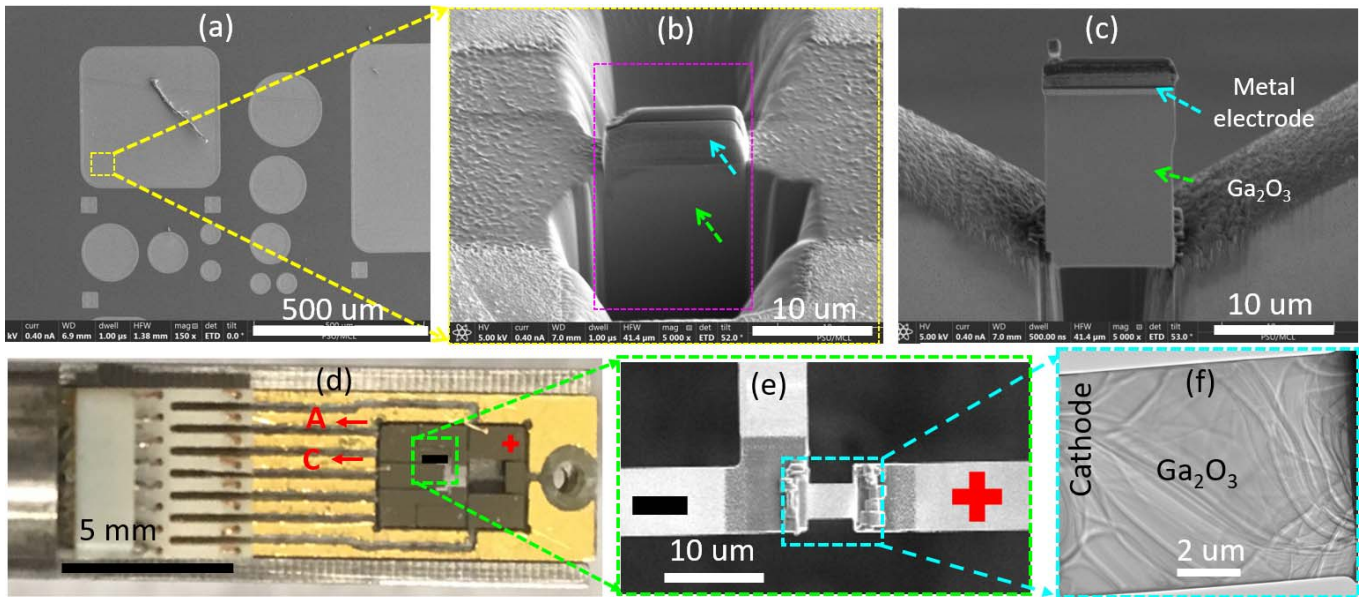 (a)
500 um
curr WD dwell HFW mag det tilt
kV 0.40 nA 6.9 mm 1.00 µs 1.38 mm 150 x ETD 0.0 °
PSU/MCL
(b)
10 um
HV curr WD dwell HFW mag det tilt
5.00 kV 0.40 nA 7.0 mm 1.00 µs 41.4 µm 5 000 x ETD 52.0 °
PSU/MCL
(c)
Metal
electrode
Ga₂O₃
10 um
HV curr WD dwell HFW mag det tilt
5.00 kV 0.40 nA 7.0 mm 500.00 ns 41.4 µm 5 000 x ETD 53.0 °
PSU/MCL
(d)
A
C
5 mm
(e)
10 um
(f)
Cathode
Ga₂O₃
2 um